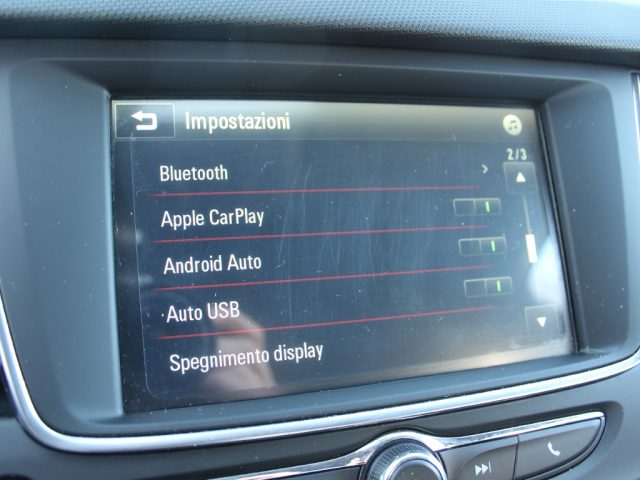 Impostazioni
2/3
Bluetooth
Apple CarPlay
Android Auto
Auto USB
Spegnimento display